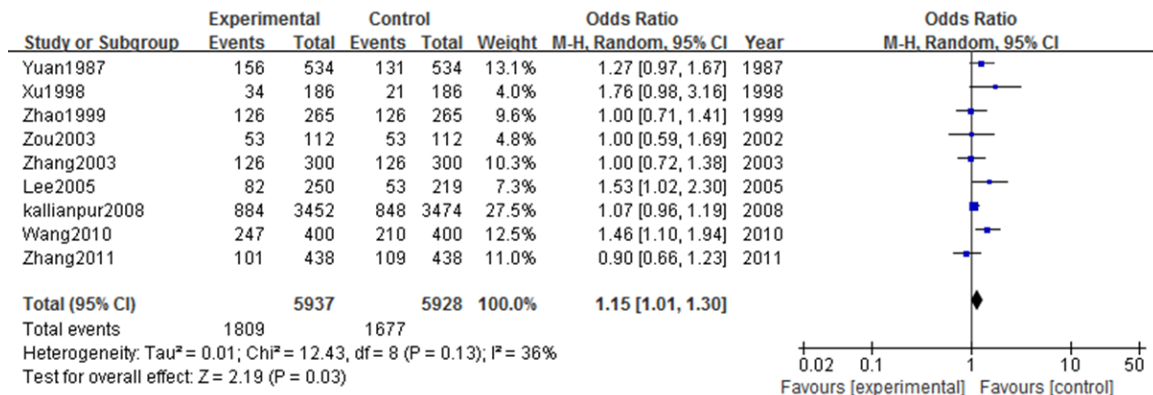 Experimental Control Odds Ratio Odds Ratio
Study or Subgroup Events Total Events Total Weight M-H, Random, 95% CI Year M-H, Random, 95% CI
Yuan1987 156 534 131 534 13.1% 1.27 [0.97, 1.67] 1987
Xu1998 34 186 21 186 4.0% 1.76 [0.98, 3.16] 1998
Zhao1999 126 265 126 265 9.6% 1.00 [0.71, 1.41] 1999
Zou2003 53 112 53 112 4.8% 1.00 [0.59, 1.69] 2002
Zhang2003 126 300 126 300 10.3% 1.00 [0.72, 1.38] 2003
Lee2005 82 250 53 219 7.3% 1.53 [1.02, 2.30] 2005
kallianpur2008 884 3452 848 3474 27.5% 1.07 [0.96, 1.19] 2008
Wang2010 247 400 210 400 12.5% 1.46 [1.10, 1.94] 2010
Zhang2011 101 438 109 438 11.0% 0.90 [0.66, 1.23] 2011
Total (95% CI) 5937 5928 100.0% 1.15 [1.01, 1.30]
Total events 1809 1677
Heterogeneity: Tau² = 0.01; Chi² = 12.43, df = 8 (P = 0.13); I² = 36%
Test for overall effect: Z = 2.19 (P = 0.03)
0.02 0.1 1 10 50
Favours [experimental] Favours [control]